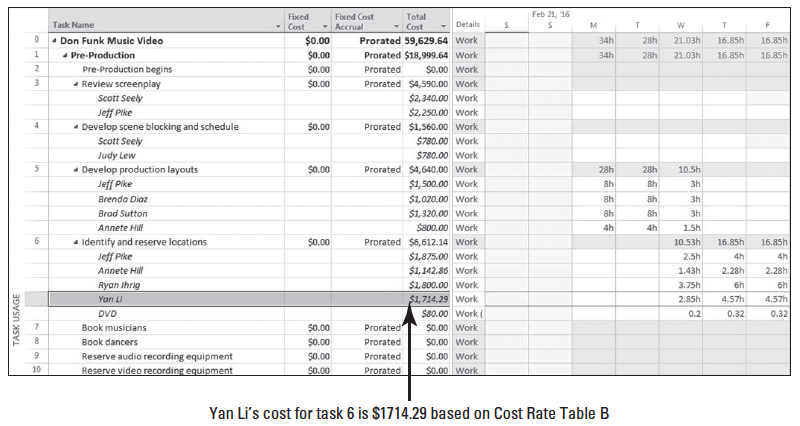 Feb 21, '16
Task Name Fixed Cost Fixed Cost Accrual Total Cost Details S S M T W T F
0 Don Funk Music Video $0.00 Prorated 59,629.64 Work 34h 28h 21.03h 16.85h 16.85h
1 Pre-Production $0.00 Prorated $18,999.64 Work 34h 28h 21.03h 16.85h 16.85h
2 Pre-Production begins $0.00 Prorated $0.00 Work
3 Review screenplay $0.00 Prorated $4,590.00 Work
Scott Seely $2,340.00 Work
Jeff Pike $2,250.00 Work
4 Develop scene blocking and schedule $0.00 Prorated $1,560.00 Work
Scott Seely $780.00 Work
Judy Lew $780.00 Work
5 Develop production layouts $0.00 Prorated $4,640.00 Work 28h 28h 10.5h
Jeff Pike $1,500.00 Work 8h 8h 3h
Brenda Diaz $1,020.00 Work 8h 8h 3h
Brad Sutton $1,320.00 Work 8h 8h 3h
Annete Hill $800.00 Work 4h 4h 1.5h
6 Identify and reserve locations $0.00 Prorated $6,612.14 Work 10.53h 16.85h 16.85h
Jeff Pike $1,875.00 Work 2.5h 4h 4h
Annete Hill $1,142.86 Work 1.43h 2.28h 2.28h
Ryan Ihrig $1,800.00 Work 3.75h 6h 6h
Yan Li $1,714.29 Work 2.85h 4.57h 4.57h
DVD $80.00 Work ( 0.2 0.32 0.32
7 Book musicians $0.00 Prorated $0.00 Work
8 Book dancers $0.00 Prorated $0.00 Work
9 Reserve audio recording equipment $0.00 Prorated $0.00 Work
10 Reserve video recording equipment $0.00 Prorated $0.00 Work
TASK USAGE
Yan Li's cost for task 6 is $1714.29 based on Cost Rate Table B